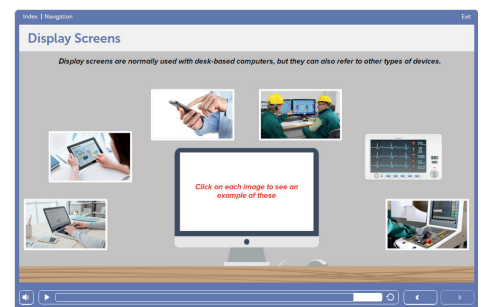 Index | Navigation
Exit
Display Screens
Display screens are normally used with desk-based computers, but they can also refer to other types of devices.
Click on each image to see an
example of these